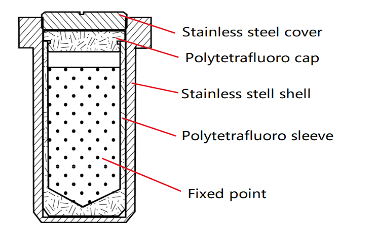 Stainless steel cover
Polytetrafluoro cap
Stainless stell shell
Polytetrafluoro sleeve
Fixed point